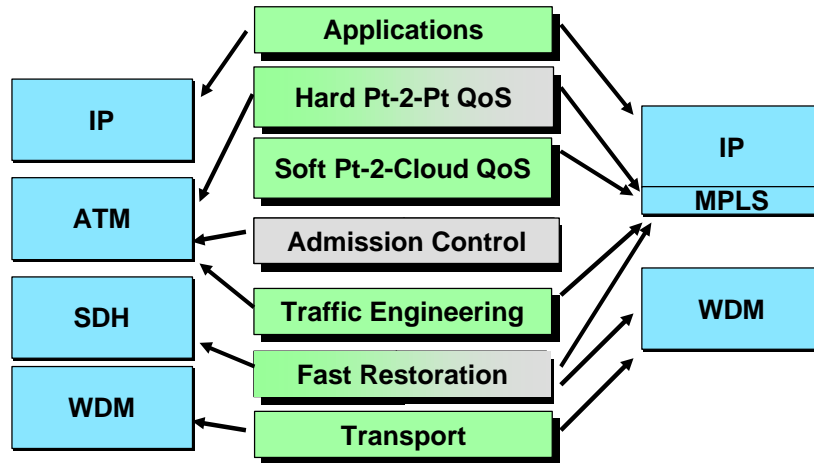 Applications
Hard Pt-2-Pt QoS
Soft Pt-2-Cloud QoS
Admission Control
Traffic Engineering
Fast Restoration
Transport
IP
ATM
SDH
WDM
IP
MPLS
WDM